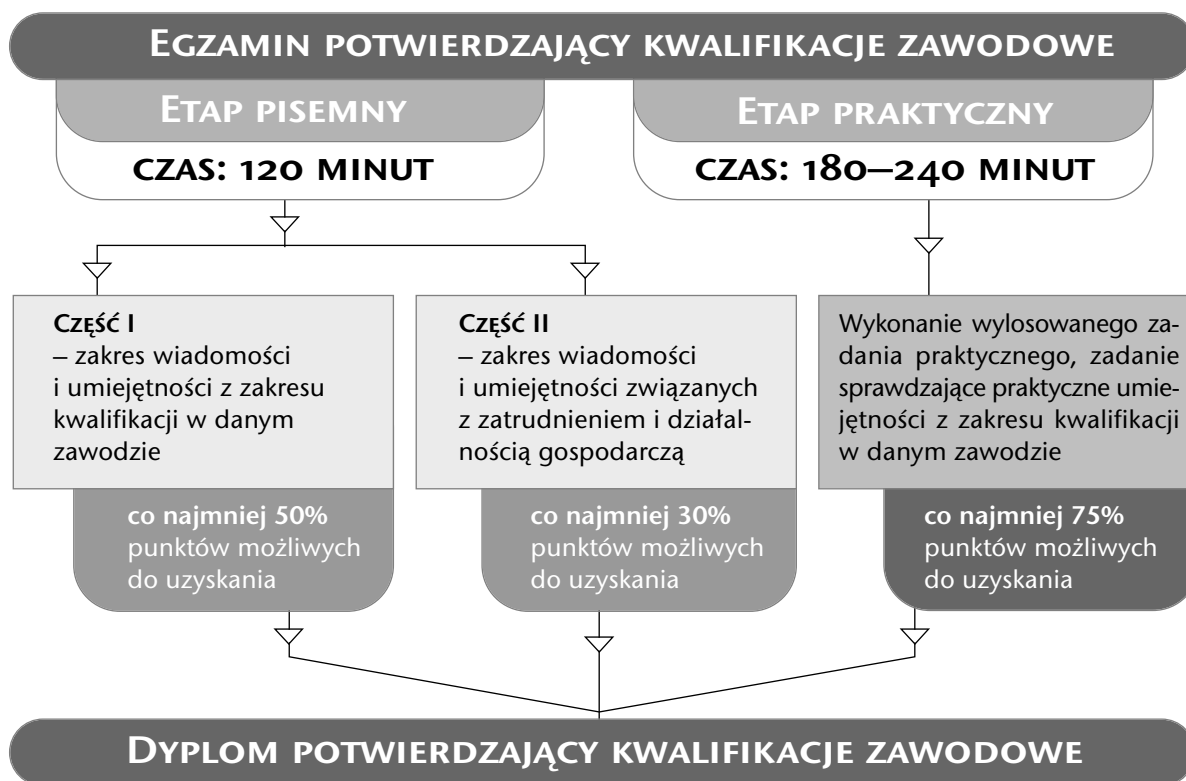 EGZAMIN POTWIERDZAJĄCY KWALIFIKACJE ZAWODOWE
ETAP PISEMNY
CZAS: 120 MINUT
ETAP PRAKTYCZNY
CZAS: 180–240 MINUT
CZĘŚĆ I
– zakres wiadomości
i umiejętności z zakresu
kwalifikacji w danym
zawodzie
co najmniej 50%
punktów możliwych
do uzyskania
CZĘŚĆ II
– zakres wiadomości
i umiejętności związanych
z zatrudnieniem i działal-
nością gospodarczą
co najmniej 30%
punktów możliwych
do uzyskania
Wykonanie wylosowanego za-
dania praktycznego, zadanie
sprawdzające praktyczne umie-
jętności z zakresu kwalifikacji
w danym zawodzie
co najmniej 75%
punktów możliwych
do uzyskania
DYPLOM POTWIERDZAJĄCY KWALIFIKACJE ZAWODOWE